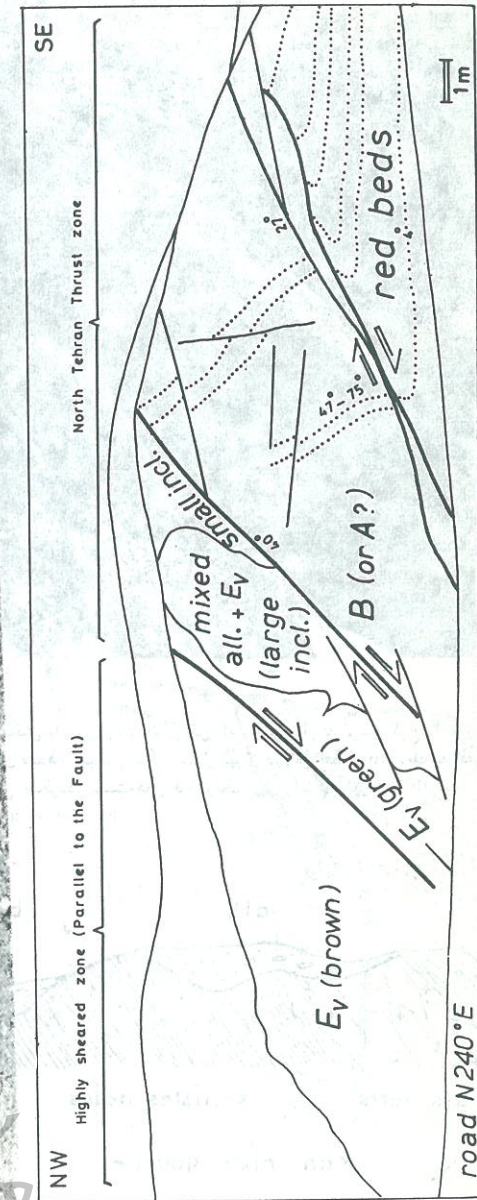 NW
SE
Highly sheared zone (Parallel to the Fault)
North Tehran Thrust zone
small incl.
40°
mixed
all. + Ev
(large
incl.)
21°
47°-75°
red beds
B (or A?)
Ev (green)
Ev (brown)
1m
road N240°E